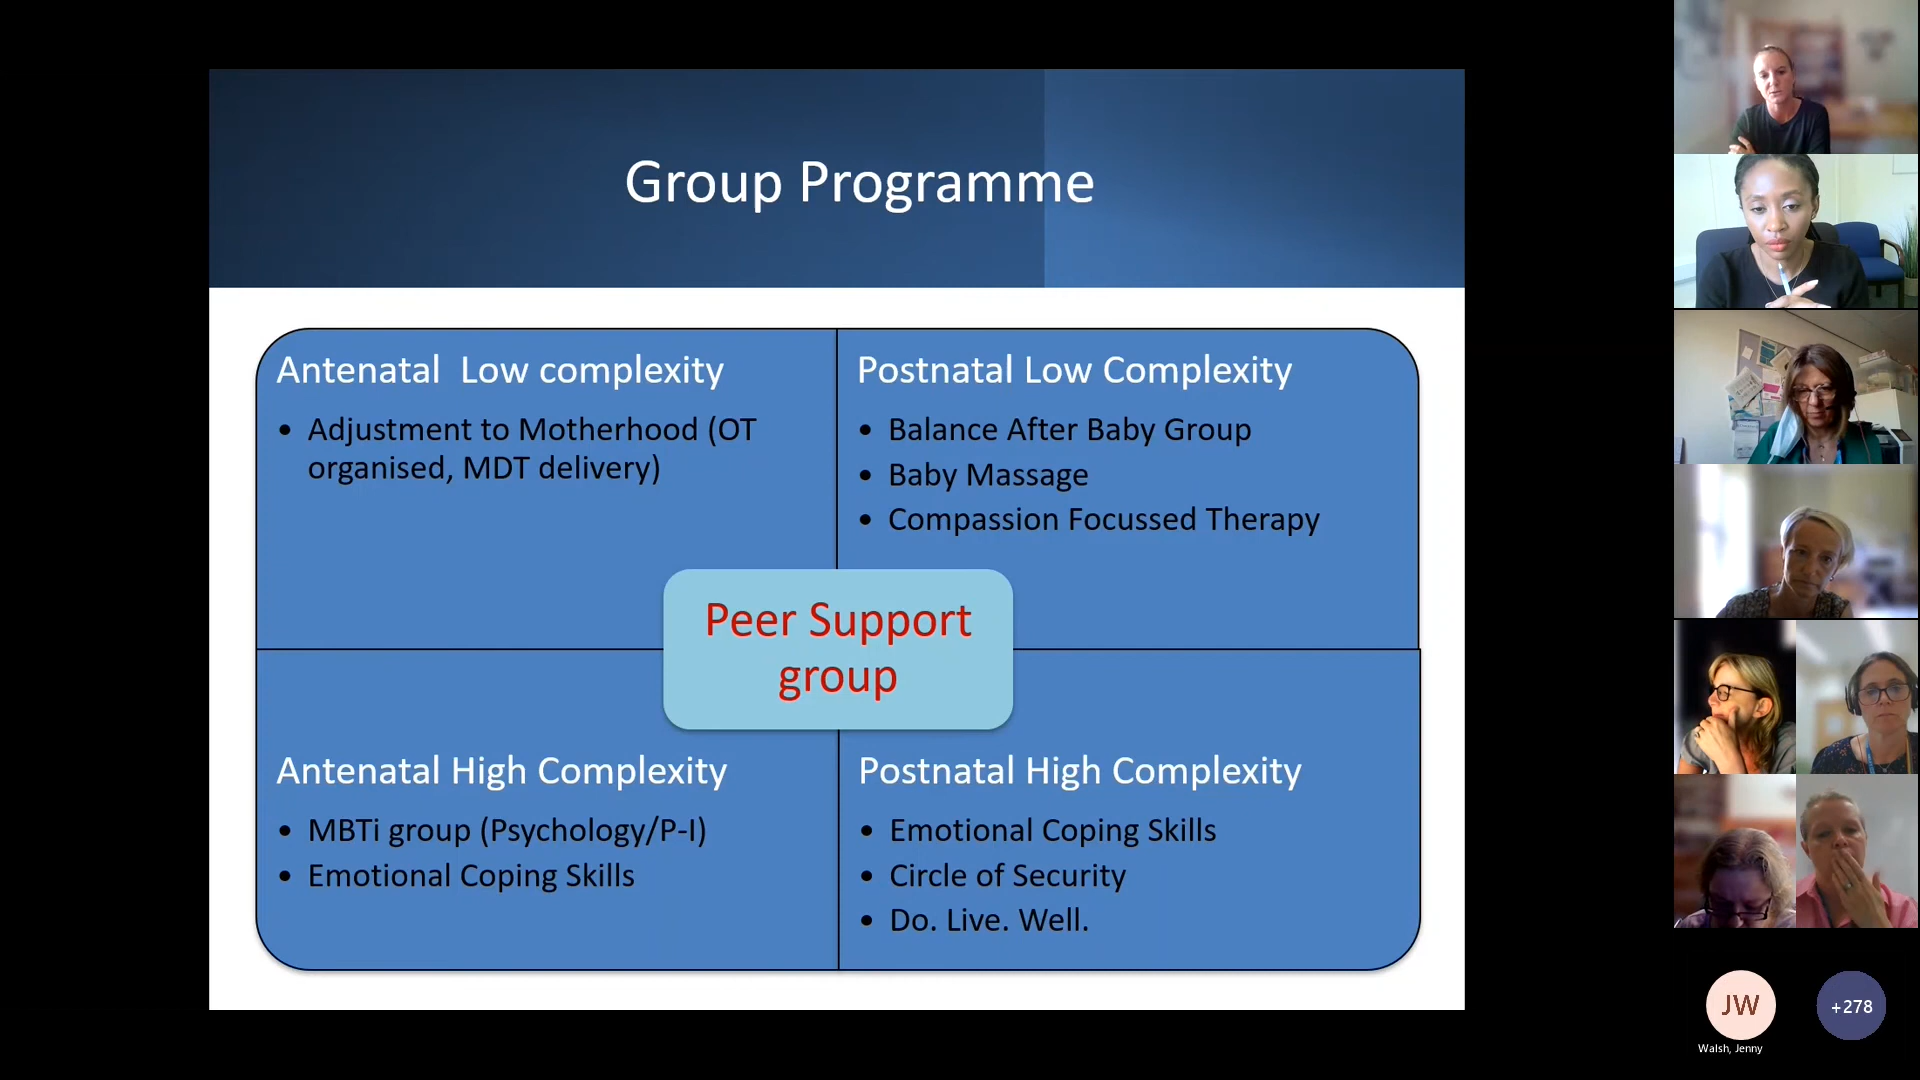 Group Programme
Antenatal  Low complexity
• Adjustment to Motherhood (OT
organised, MDT delivery)
Postnatal Low Complexity
• Balance After Baby Group
• Baby Massage
• Compassion Focussed Therapy
Peer Support
group
Antenatal High Complexity
• MBTi group (Psychology/P-I)
• Emotional Coping Skills
Postnatal High Complexity
• Emotional Coping Skills
• Circle of Security
• Do. Live. Well.
JW
Walsh, Jenny
+278